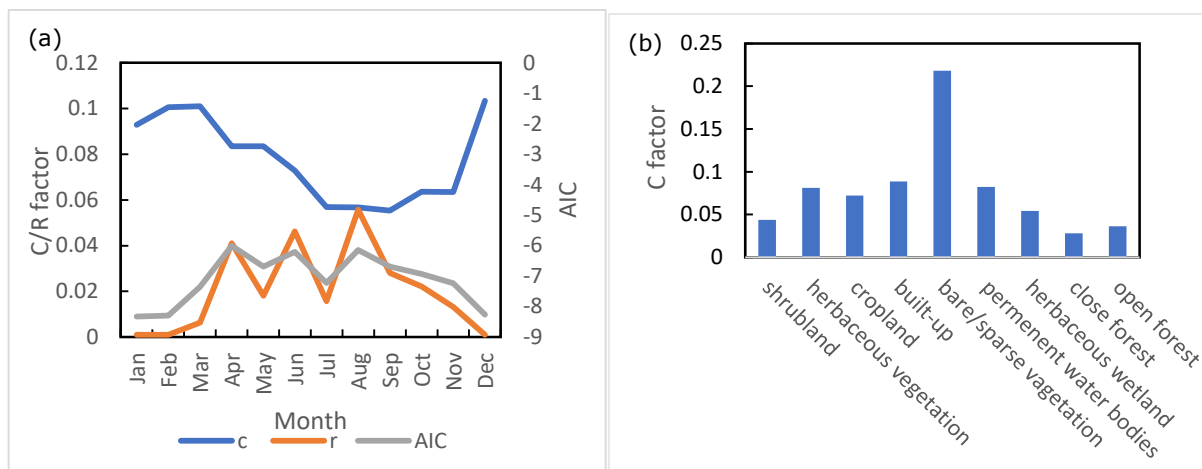 (a)
0.12
0.1
0.08
0.06
0.04
0.02
0
C/R factor
0
-1
-2
-3
-4
-5
-6
-7
-8
-9
AIC
Jan
Feb
Mar
Apr
May
Jun
Jul
Aug
Sep
Oct
Nov
Dec
Month
c r AIC
(b)
0.25
0.2
0.15
0.1
0.05
0
C factor
shrubland
herbaceous vegetation
cropland
built-up
bare/sparse vagetation
permenent water bodies
herbaceous wetland
close forest
open forest